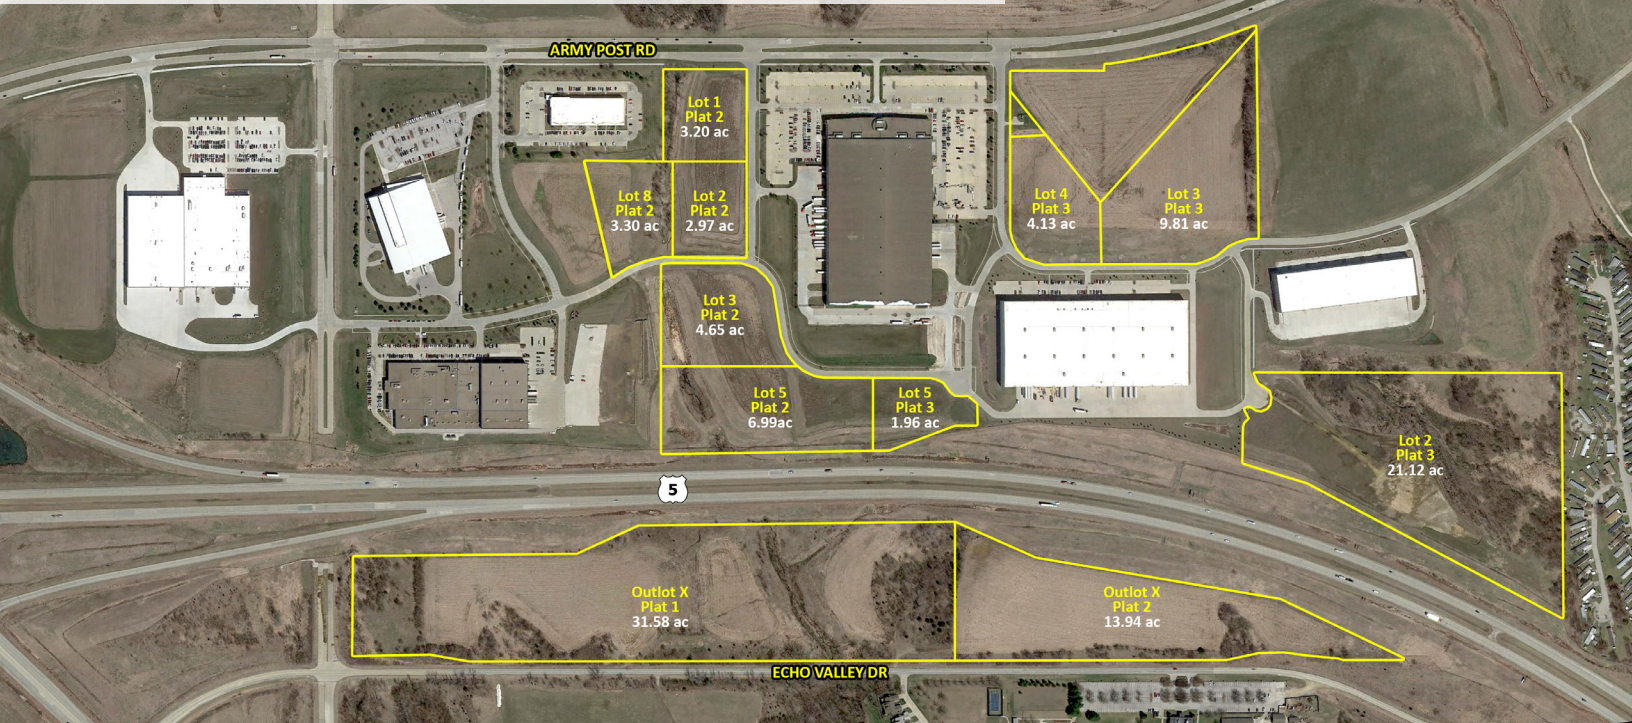 ARMY POST RD
Lot 1
Plat 2
3.20 ac
Lot 8
Plat 2
3.30 ac
Lot 2
Plat 2
2.97 ac
Lot 4
Plat 3
4.13 ac
Lot 3
Plat 3
9.81 ac
Lot 3
Plat 2
4.65 ac
Lot 5
Plat 2
6.99ac
Lot 5
Plat 3
1.96 ac
Lot 2
Plat 3
21.12 ac
5
Outlot X
Plat 1
31.58 ac
Outlot X
Plat 2
13.94 ac
ECHO VALLEY DR